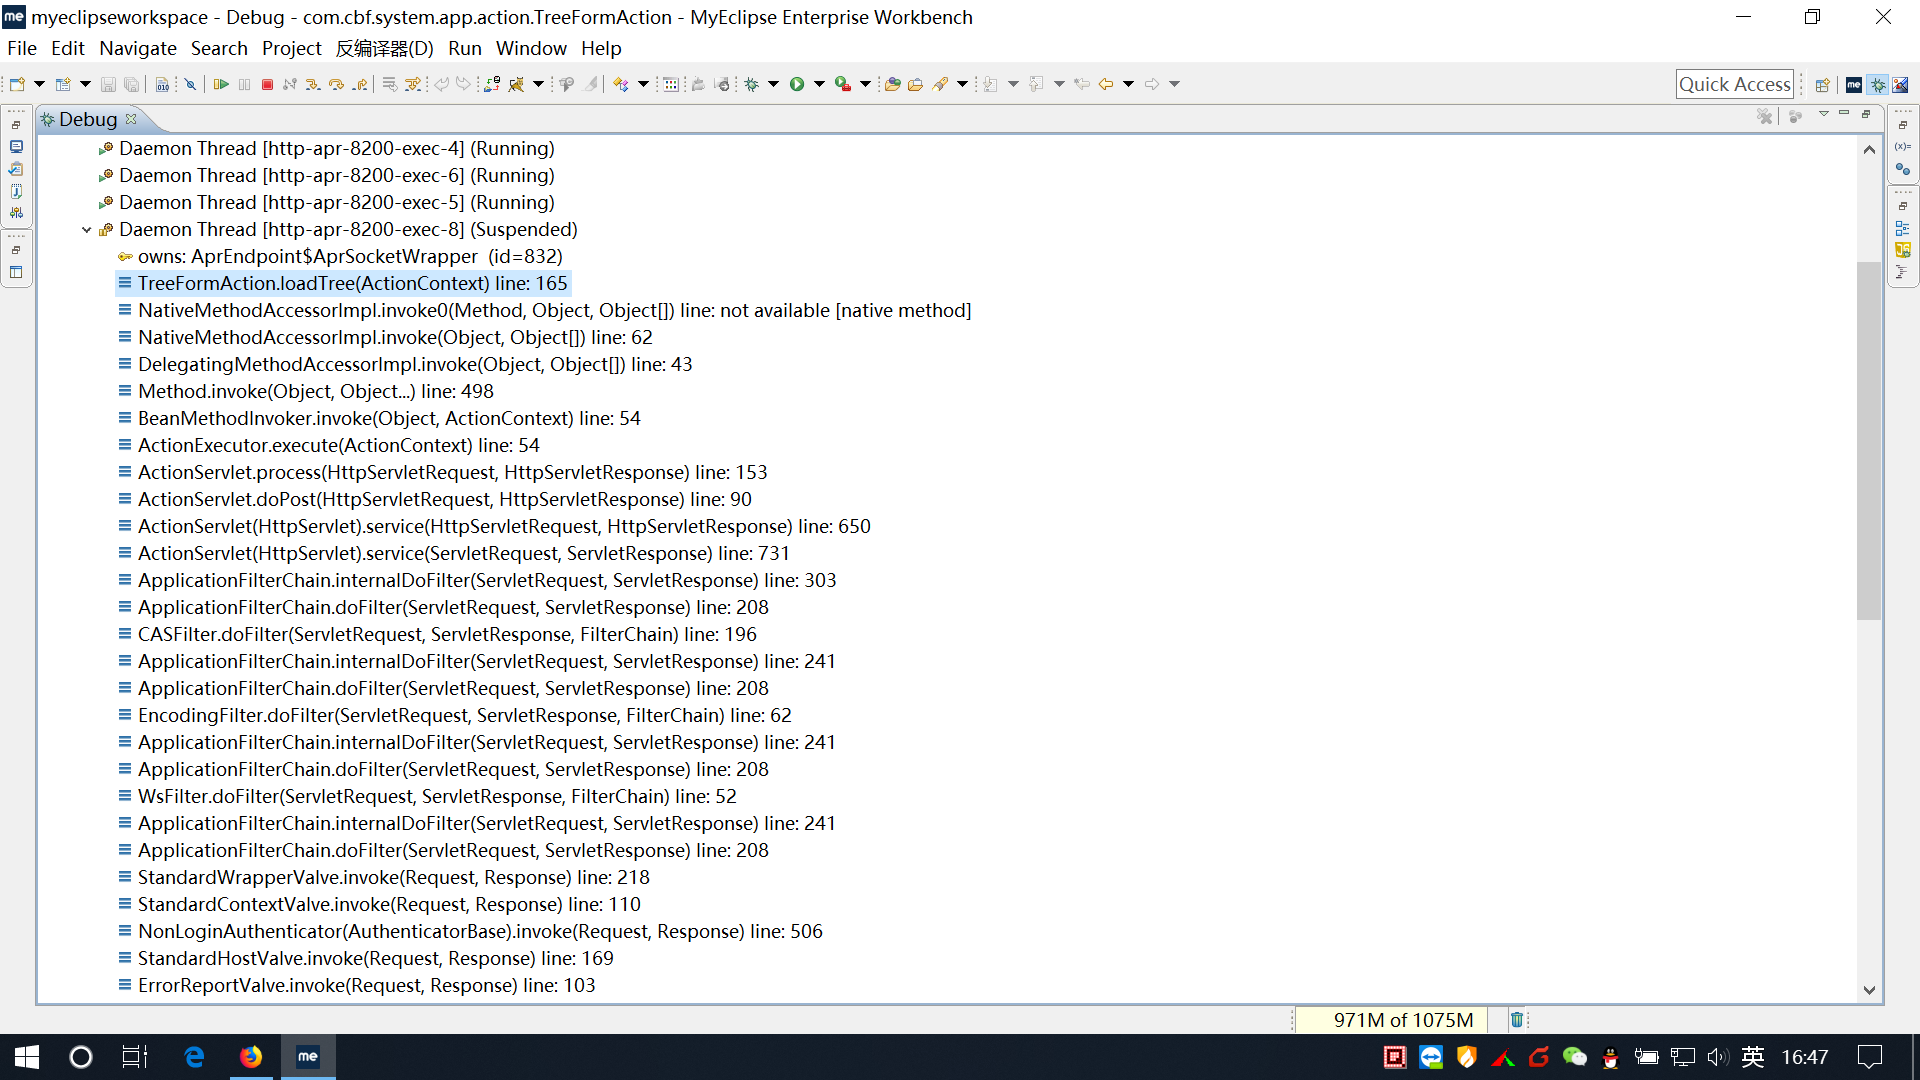 me myeclipseworkspace - Debug - com.cbf.system.app.action.TreeFormAction - MyEclipse Enterprise Workbench
File Edit Navigate Search Project 反编译器(D) Run Window Help
Quick Access
me
Debug
Daemon Thread [http-apr-8200-exec-4] (Running)
Daemon Thread [http-apr-8200-exec-6] (Running)
Daemon Thread [http-apr-8200-exec-5] (Running)
Daemon Thread [http-apr-8200-exec-8] (Suspended)
owns: AprEndpoint$AprSocketWrapper (id=832)
TreeFormAction.loadTree(ActionContext) line: 165
NativeMethodAccessorImpl.invoke0(Method, Object, Object[]) line: not available [native method]
NativeMethodAccessorImpl.invoke(Object, Object[]) line: 62
DelegatingMethodAccessorImpl.invoke(Object, Object[]) line: 43
Method.invoke(Object, Object...) line: 498
BeanMethodInvoker.invoke(Object, ActionContext) line: 54
ActionExecutor.execute(ActionContext) line: 54
ActionServlet.process(HttpServletRequest, HttpServletResponse) line: 153
ActionServlet.doPost(HttpServletRequest, HttpServletResponse) line: 90
ActionServlet(HttpServlet).service(HttpServletRequest, HttpServletResponse) line: 650
ActionServlet(HttpServlet).service(ServletRequest, ServletResponse) line: 731
ApplicationFilterChain.internalDoFilter(ServletRequest, ServletResponse) line: 303
ApplicationFilterChain.doFilter(ServletRequest, ServletResponse) line: 208
CASFilter.doFilter(ServletRequest, ServletResponse, FilterChain) line: 196
ApplicationFilterChain.internalDoFilter(ServletRequest, ServletResponse) line: 241
ApplicationFilterChain.doFilter(ServletRequest, ServletResponse) line: 208
EncodingFilter.doFilter(ServletRequest, ServletResponse, FilterChain) line: 62
ApplicationFilterChain.internalDoFilter(ServletRequest, ServletResponse) line: 241
ApplicationFilterChain.doFilter(ServletRequest, ServletResponse) line: 208
WsFilter.doFilter(ServletRequest, ServletResponse, FilterChain) line: 52
ApplicationFilterChain.internalDoFilter(ServletRequest, ServletResponse) line: 241
ApplicationFilterChain.doFilter(ServletRequest, ServletResponse) line: 208
StandardWrapperValve.invoke(Request, Response) line: 218
StandardContextValve.invoke(Request, Response) line: 110
NonLoginAuthenticator(AuthenticatorBase).invoke(Request, Response) line: 506
StandardHostValve.invoke(Request, Response) line: 169
ErrorReportValve.invoke(Request, Response) line: 103
971M of 1075M
me
英 16:47